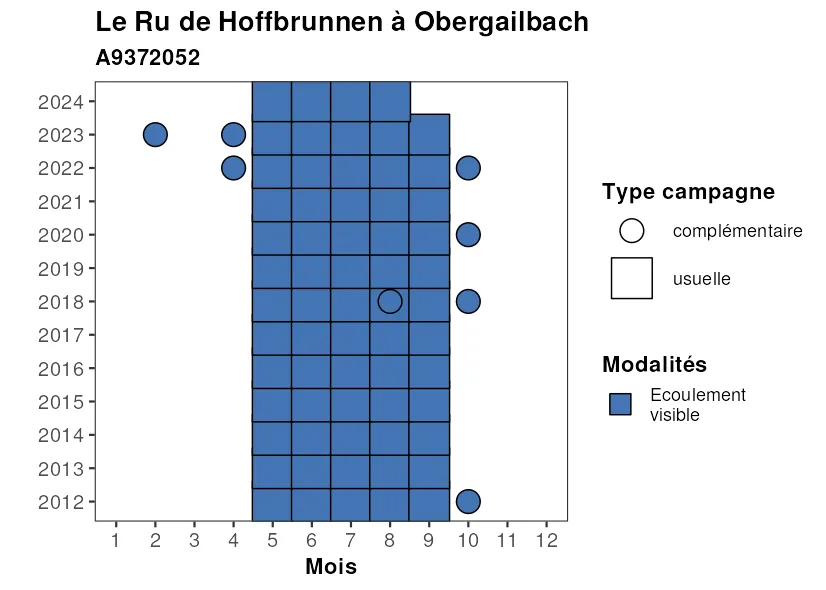 Le Ru de Hoffbrunnen à Obergailbach
A9372052
2024
2023
2022
2021
2020
2019
2018
2017
2016
2015
2014
2013
2012
1 2 3 4 5 6 7 8 9 10 11 12
Mois
Type campagne
complémentaire
usuelle
Modalités
Ecoulement
visible